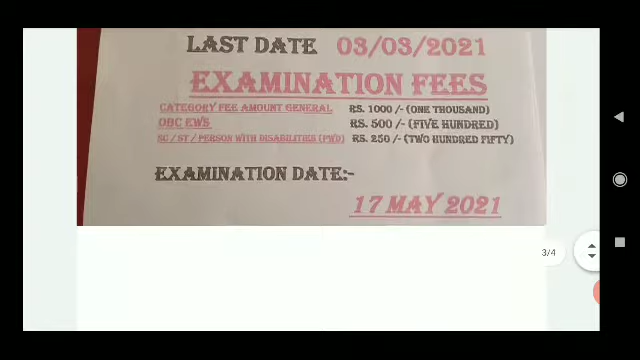 LAST DATE 03/03/2021
EXAMINATION FEES
CATEGORY FEE AMOUNT GENERAL RS. 1000 /- (ONE THOUSAND)
OBC EWS RS. 500 /- (FIVE HUNDRED)
SC / ST / PERSON WITH DISABILITIES (PWD) RS. 250 /- (TWO HUNDRED FIFTY)
EXAMINATION DATE:-
17 MAY 2021
3/4